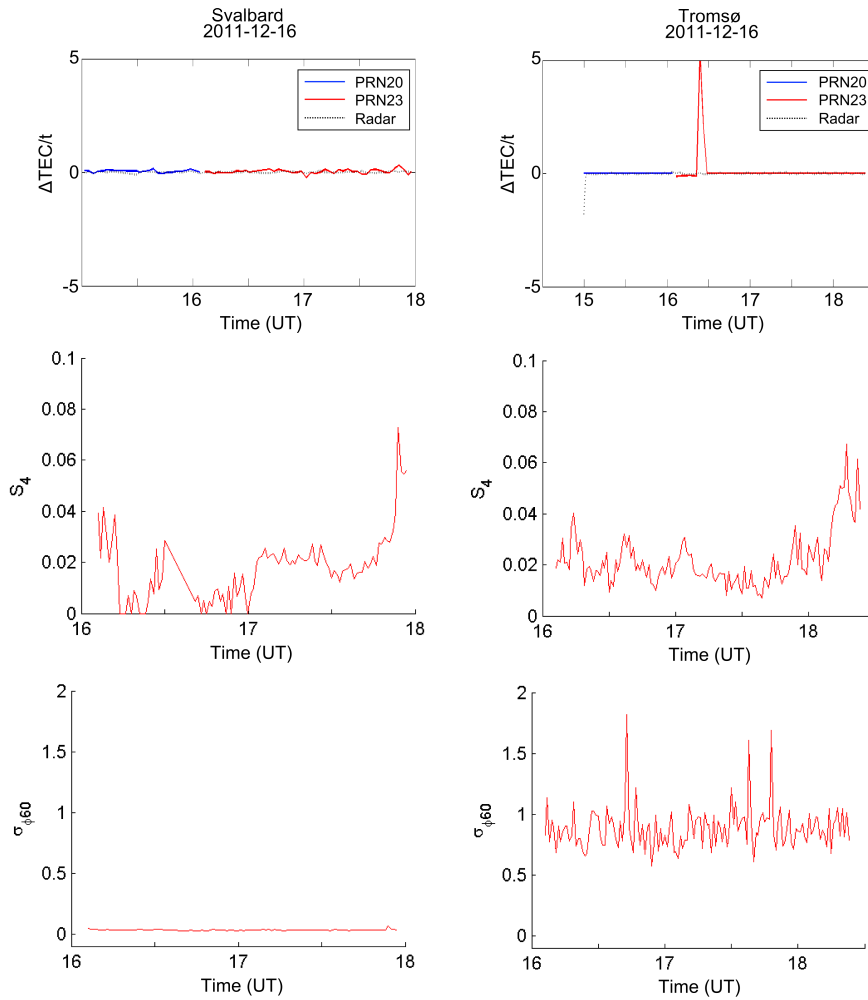 Svalbard
2011-12-16
5
0
-5
ΔTEC/t
PRN20
PRN23
Radar
16
17
18
Time (UT)
Tromsø
2011-12-16
5
0
-5
ΔTEC/t
PRN20
PRN23
Radar
15
16
17
18
Time (UT)
0.1
0.08
0.06
0.04
0.02
0
S4
16
17
18
Time (UT)
0.1
0.08
0.06
0.04
0.02
0
S4
16
17
18
Time (UT)
2
1.5
1
0.5
0
σϕ60
16
17
18
Time (UT)
2
1.5
1
0.5
0
σϕ60
16
17
18
Time (UT)